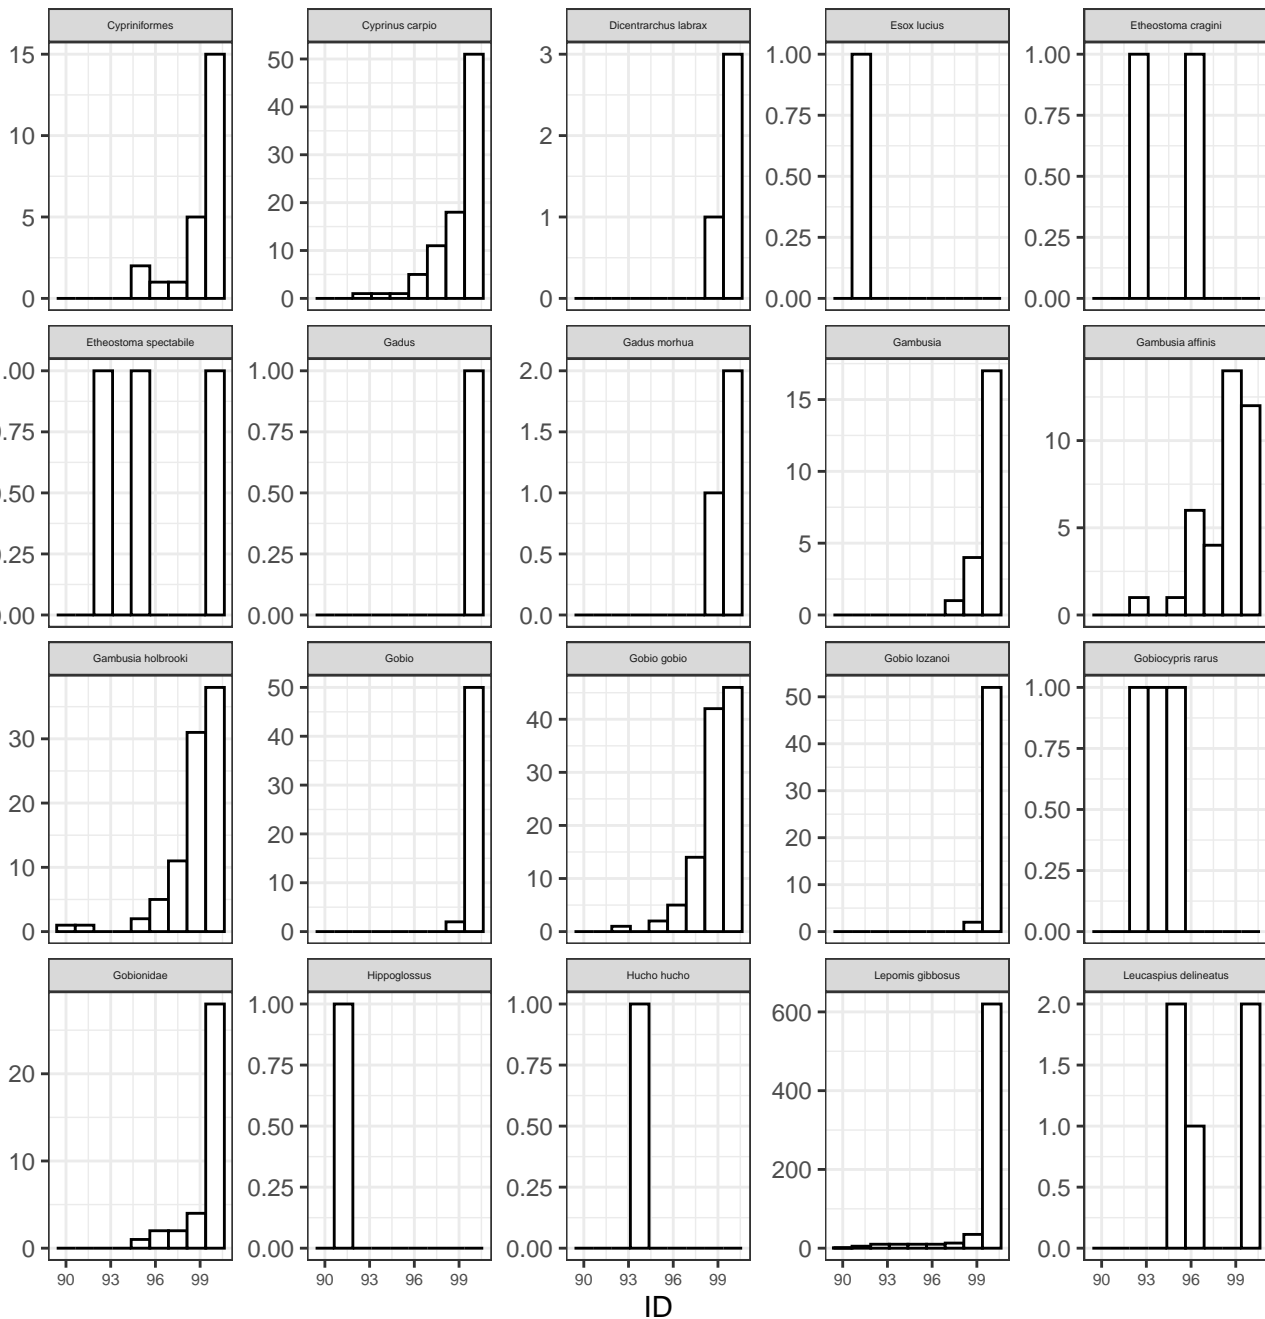 Cypriniformes Cyprinus carpio Dicentrarchus labrax Esox lucius Etheostoma cragini
15 50 3 1.00 1.00
40
10 2 0.75 0.75
30
0.50 0.50
5 20 1
10 0.25 0.25
0 0 0 0.00 0.00
Etheostoma spectabile Gadus Gadus morhua Gambusia Gambusia affinis
.00 1.00 2.0
15
0.75 1.5 10
10
0.50 0.50 1.0
5 5
0.25 0.25 0.5
0.00 0.00 0.0 0 0
Gambusia holbrooki Gobio Gobio gobio Gobio lozanoi Gobiocypris rarus
50 50 1.00
30 40 40
40 0.75
30 30
20 30 0.50
20 20 20
10 10 10 10 0.25
0 0 0 0 0.00
Gobionidae Hippoglossus Hucho hucho Lepomis gibbosus Leucaspius delineatus
1.00 1.00 600 2.0
20 0.75 0.75 1.5
400
0.50 0.50 1.0
10 200
0.25 0.25 0.5
0 0.00 0.00 0 0.0
90 93 96 99 90 93 96 99 90 93 96 99 90 93 96 99 90 93 96 99
ID